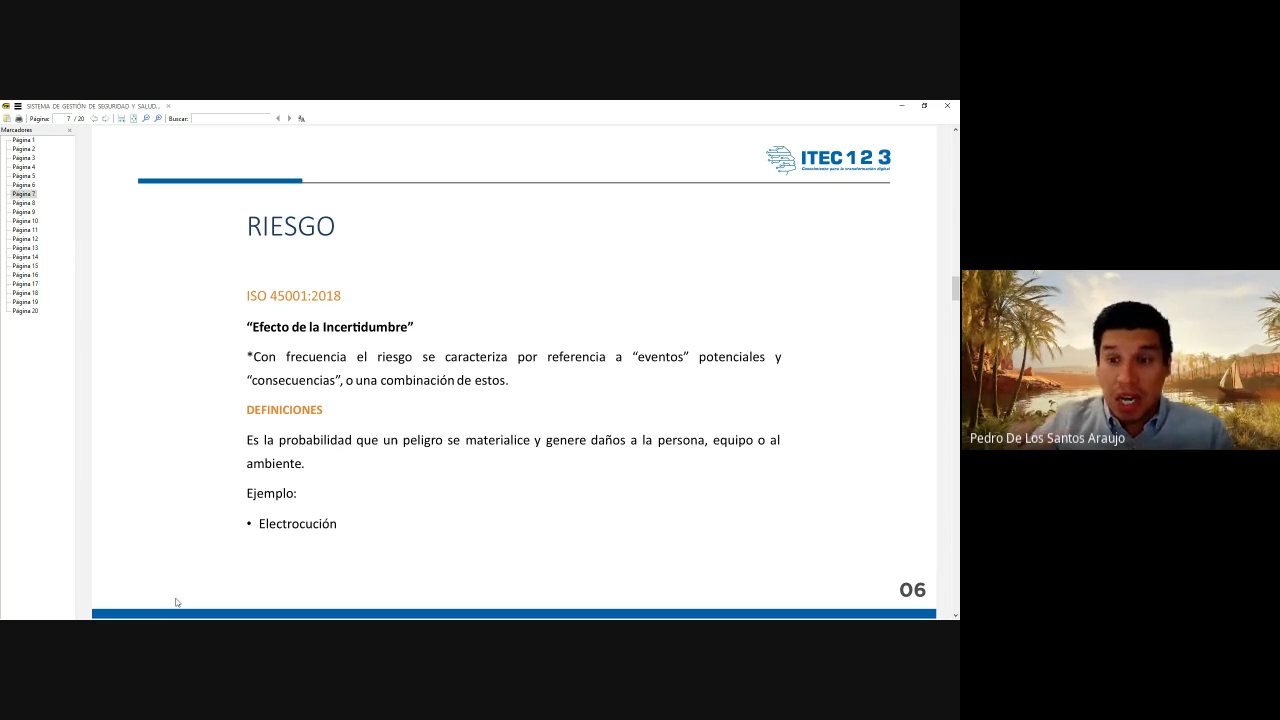 SISTEMA DE GESTIÓN DE SEGURIDAD Y SALUD...
Página: 7 / 20 Buscar:
Marcadores
Página 1
Página 2
Página 3
Página 4
Página 5
Página 6
Página 7
Página 8
Página 9
Página 10
Página 11
Página 12
Página 13
Página 14
Página 15
Página 16
Página 17
Página 18
Página 19
Página 20
ITEC 1 2 3
Conocimiento para la transformación digital
RIESGO
ISO 45001:2018
“Efecto de la Incertidumbre”
*Con frecuencia el riesgo se caracteriza por referencia a “eventos” potenciales y
“consecuencias”, o una combinación de estos.
DEFINICIONES
Es la probabilidad que un peligro se materialice y genere daños a la persona, equipo o al
ambiente.
Ejemplo:
• Electrocución
06
Pedro De Los Santos Araujo